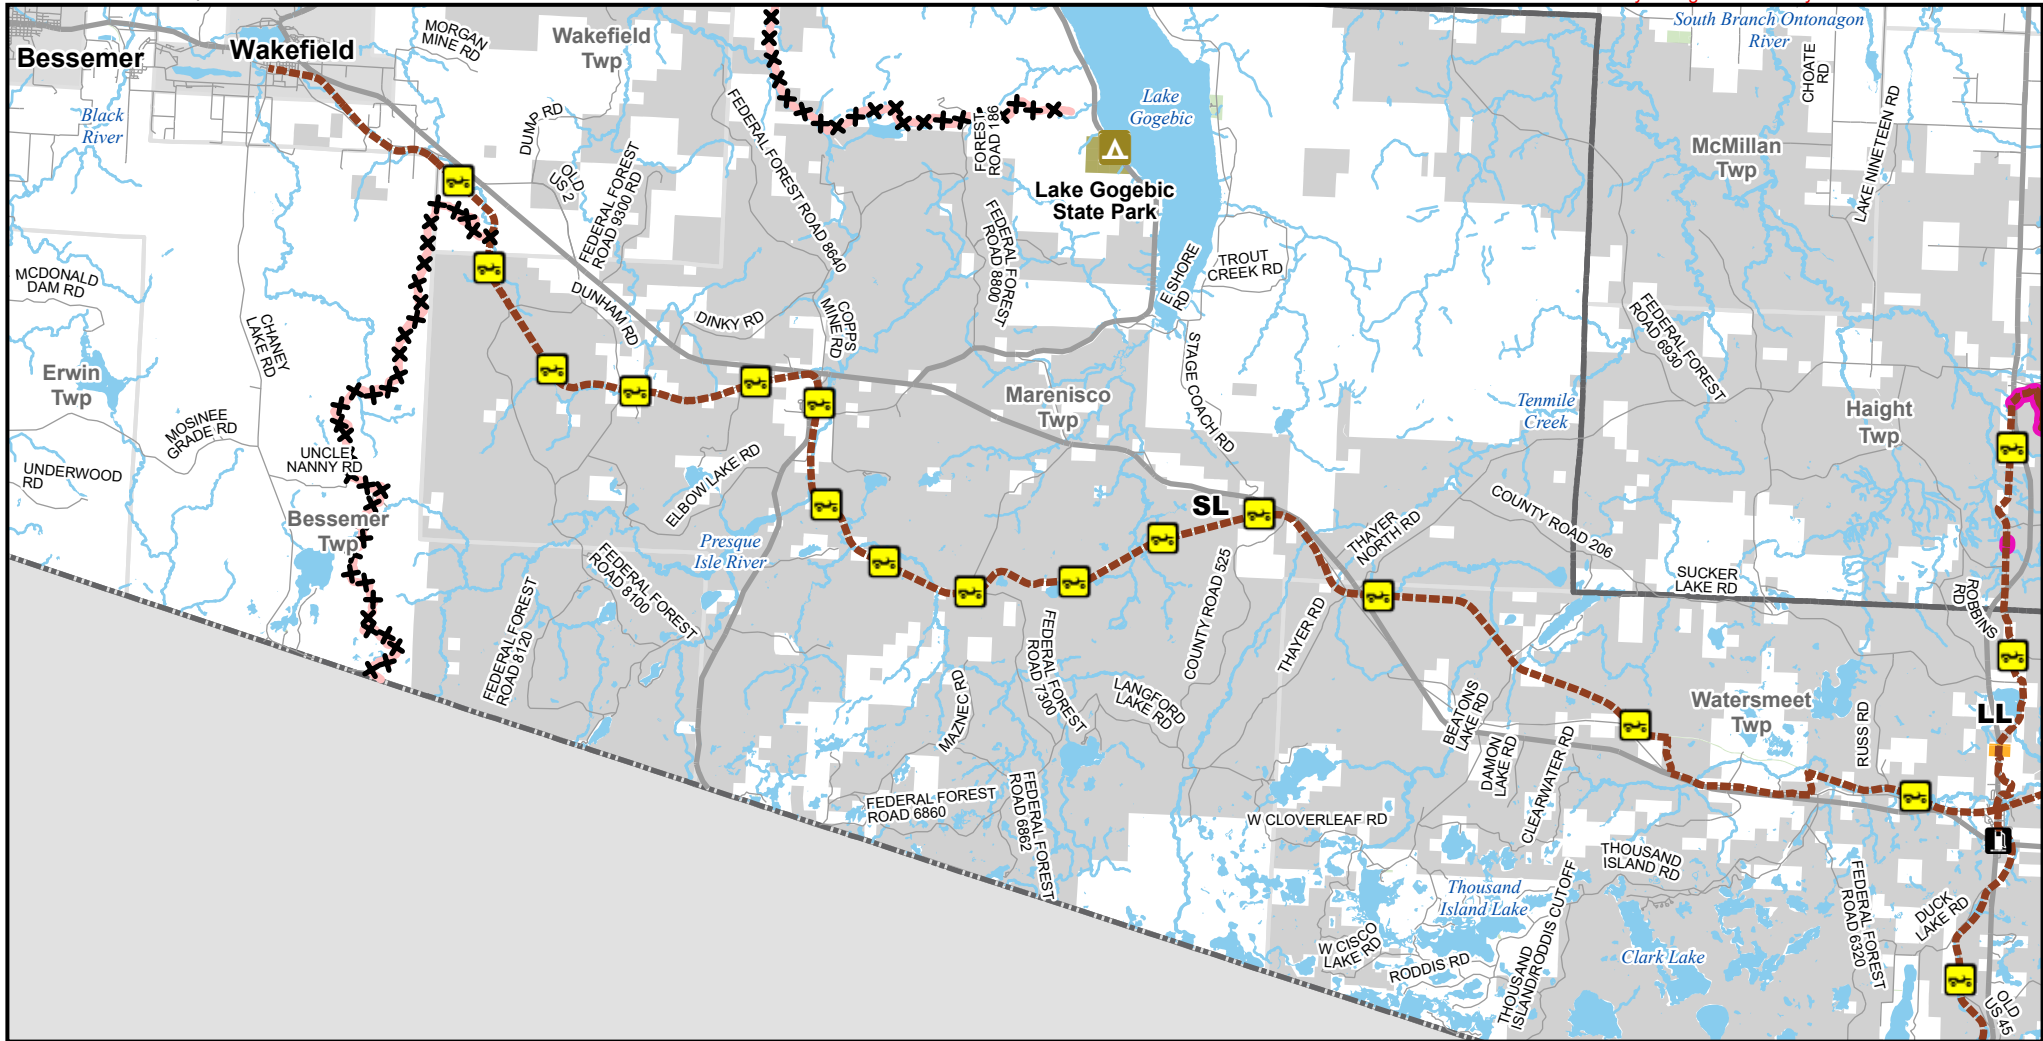 South Branch Ontonagon
River
MORGAN
MINE RD
Wakefield
Twp
Bessemer
Wakefield
CHOATE
RD
Black
River
DUMP RD
FEDERAL FOREST ROAD 8640
FOREST
ROAD 186
Lake
Gogebic
LAKE NINETEEN RD
McMillan
Twp
OLD
US 2
FEDERAL FOREST
ROAD 9300 RD
Lake Gogebic
State Park
FEDERAL FOREST
ROAD 8800
E SHORE
RD
TROUT
CREEK RD
MCDONALD
DAM RD
CHANEY
LAKE RD
DUNHAM RD
DINKY RD
COPPS
MINE RD
STAGE COACH RD
FEDERAL FOREST
ROAD 6930
Erwin
Twp
Marenisco
Twp
Tenmile
Creek
Haight
Twp
MOSINEE
GRADE RD
UNDERWOOD
RD
UNCLE
NANNY RD
ELBOW LAKE RD
SL
COUNTY ROAD 206
Bessemer
Twp
Presque
Isle River
THAYER
NORTH RD
FEDERAL FOREST
ROAD 8100
FEDERAL FOREST
ROAD 8120
COUNTY ROAD 525
THAYER RD
SUCKER
LAKE RD
ROBBINS
RD
FEDERAL FOREST
ROAD 7300
MAZNEC RD
LANGFORD
LAKE RD
BEATONS
LAKE RD
DAMON
LAKE RD
CLEARWATER RD
Watersmeet
Twp
RUSS RD
LL
FEDERAL FOREST
ROAD 6860
FEDERAL FOREST
ROAD 6862
W CLOVERLEAF RD
THOUSAND
ISLAND RD
Thousand
Island Lake
THOUSAND
ISLAND/RODDIS CUTOFF
FEDERAL FOREST
ROAD 6320
DUCK
LAKE RD
W CISCO
LAKE RD
RODDIS RD
Clark Lake
OLD
US 45